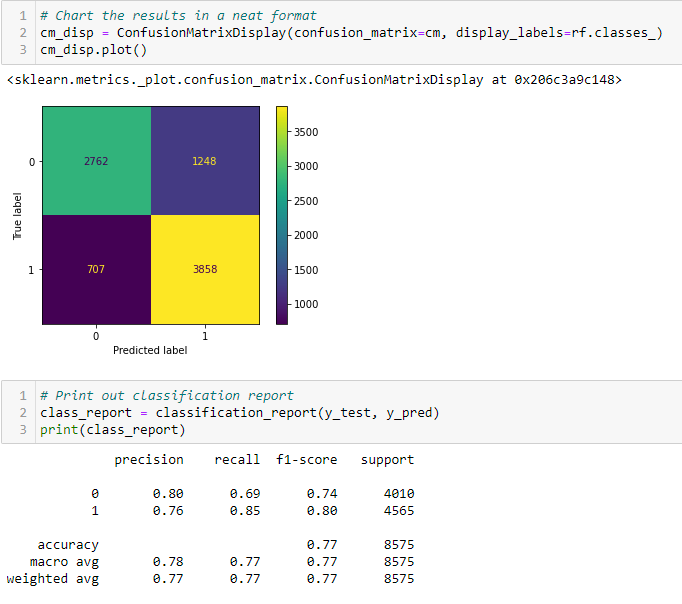 1 # Chart the results in a neat format
2 cm_disp = ConfusionMatrixDisplay(confusion_matrix=cm, display_labels=rf.classes_)
3 cm_disp.plot()
<sklearn.metrics._plot.confusion_matrix.ConfusionMatrixDisplay at 0x206c3a9c148>
3500
0 2762 1248
3000
2500
True label
2000
1500
1 707 3858
1000
0 1
Predicted label
1 # Print out classification report
2 class_report = classification_report(y_test, y_pred)
3 print(class_report)
precision recall f1-score support
0 0.80 0.69 0.74 4010
1 0.76 0.85 0.80 4565
accuracy 0.77 8575
macro avg 0.78 0.77 0.77 8575
weighted avg 0.77 0.77 0.77 8575